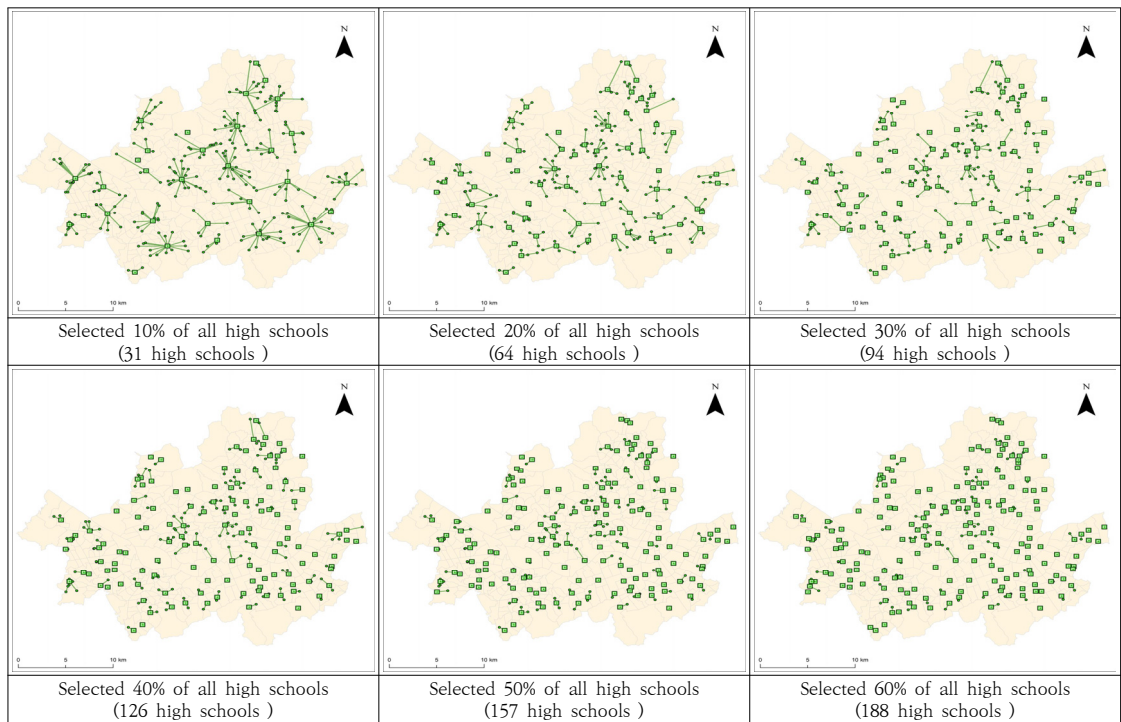 N
N
N
0 5 10 km
0 5 10 km
0 5 10 km
Selected 10% of all high schools
(31 high schools )
Selected 20% of all high schools
(64 high schools )
Selected 30% of all high schools
(94 high schools )
N
N
N
0 5 10 km
0 5 10 km
0 5 10 km
Selected 40% of all high schools
(126 high schools )
Selected 50% of all high schools
(157 high schools )
Selected 60% of all high schools
(188 high schools )